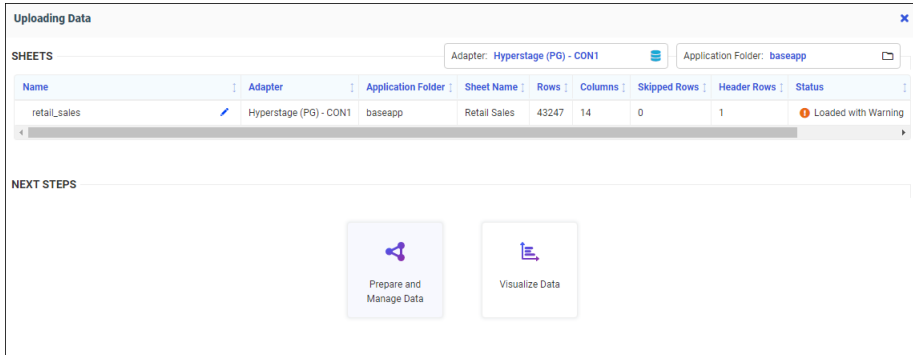 Uploading Data
SHEETS
Adapter: Hyperstage (PG) - CON1
Application Folder: baseapp
Name Adapter Application Folder Sheet Name Rows Columns Skipped Rows Header Rows Status
retail_sales Hyperstage (PG) - CON1 baseapp Retail Sales 43247 14 0 1 Loaded with Warning
NEXT STEPS
Prepare and
Manage Data
Visualize Data